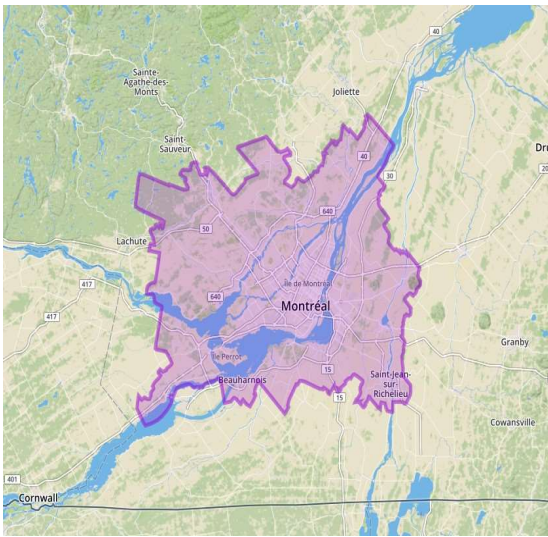 40
Sainte-
Agathe-des-
Monts
Joliette
Saint-
Sauveur
Dru
20
40
30
640
50
Lachute
417
640
Île de Montréal
Montréal
417
Île Perrot
Granby
15
Beauharnois
Saint-Jean-
sur-
Richelieu
15
Cowansville
401
Cornwall